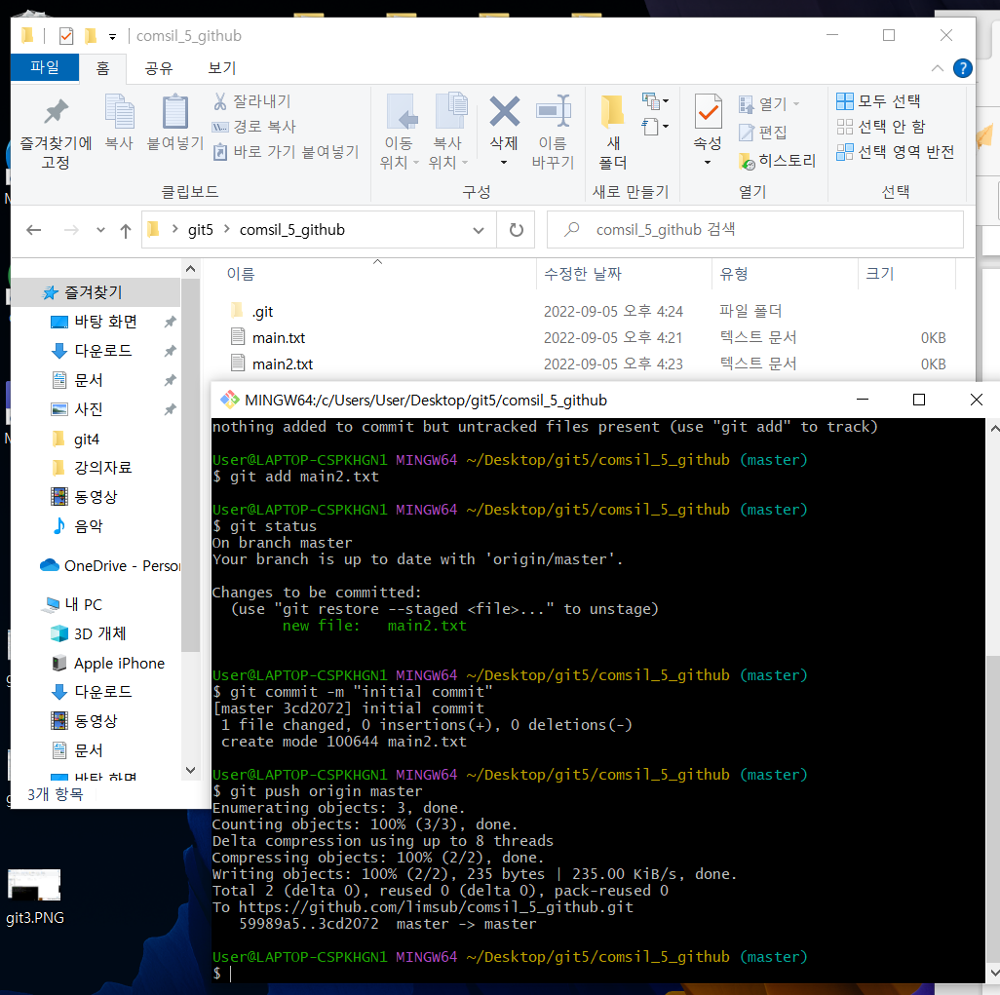 comsil_5_github
파일 홈 공유 보기
즐겨찾기에 고정
복사
붙여넣기
잘라내기
경로 복사
바로 가기 붙여넣기
클립보드
이동 위치
복사 위치
삭제
이름 바꾸기
구성
새 폴더
새로 만들기
속성
열기
편집
히스토리
열기
모두 선택
선택 안 함
선택 영역 반전
선택
git5 > comsil_5_github
comsil_5_github 검색
즐겨찾기
바탕 화면
다운로드
문서
사진
git4
강의자료
동영상
음악
OneDrive - Person
내 PC
3D 개체
Apple iPhone
다운로드
동영상
문서
바탕 화면
3개 항목
이름 수정한 날짜 유형 크기
.git 2022-09-05 오후 4:24 파일 폴더
main.txt 2022-09-05 오후 4:21 텍스트 문서 0KB
main2.txt 2022-09-05 오후 4:23 텍스트 문서 0KB
MINGW64:/c/Users/User/Desktop/git5/comsil_5_github
nothing added to commit but untracked files present (use "git add" to track)
User@LAPTOP-CSPKHGN1 MINGW64 ~/Desktop/git5/comsil_5_github (master)
$ git add main2.txt
User@LAPTOP-CSPKHGN1 MINGW64 ~/Desktop/git5/comsil_5_github (master)
$ git status
On branch master
Your branch is up to date with 'origin/master'.
Changes to be committed:
(use "git restore --staged <file>..." to unstage)
new file: main2.txt
User@LAPTOP-CSPKHGN1 MINGW64 ~/Desktop/git5/comsil_5_github (master)
$ git commit -m "initial commit"
[master 3cd2072] initial commit
1 file changed, 0 insertions(+), 0 deletions(-)
create mode 100644 main2.txt
User@LAPTOP-CSPKHGN1 MINGW64 ~/Desktop/git5/comsil_5_github (master)
$ git push origin master
Enumerating objects: 3, done.
Counting objects: 100% (3/3), done.
Delta compression using up to 8 threads
Compressing objects: 100% (2/2), done.
Writing objects: 100% (2/2), 235 bytes | 235.00 KiB/s, done.
Total 2 (delta 0), reused 0 (delta 0), pack-reused 0
To https://github.com/limsub/comsil_5_github.git
59989a5..3cd2072 master -> master
User@LAPTOP-CSPKHGN1 MINGW64 ~/Desktop/git5/comsil_5_github (master)
$
git3.PNG